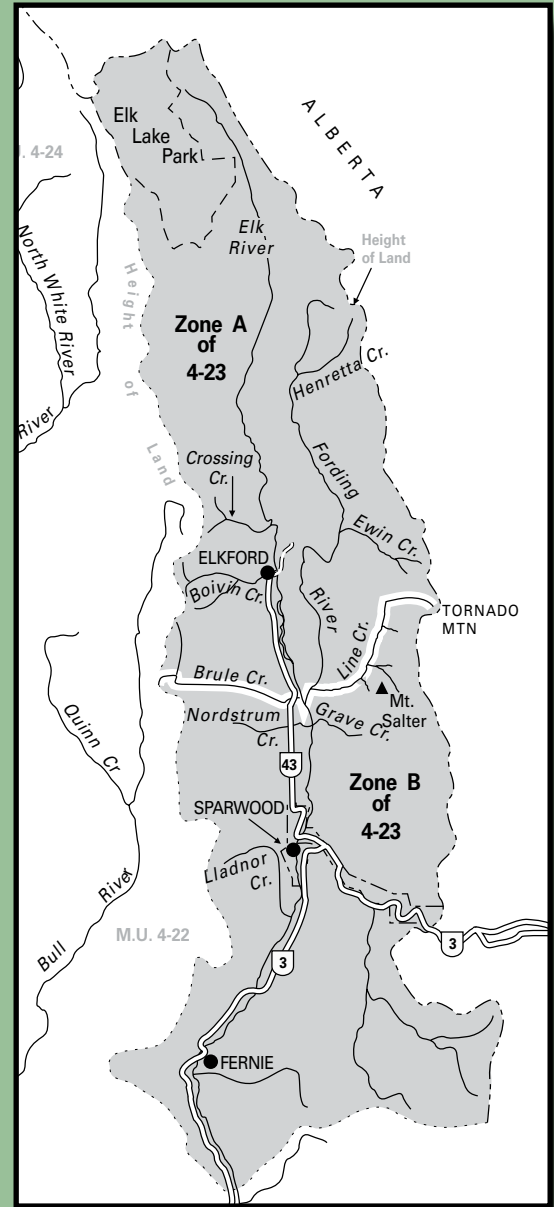 ALBERTA
Elk
Lake
Park
. 4-24
Elk
River
Height
of Land
North White River
Height of Land
Zone A
of
4-23
Henretta Cr.
River
Fording
River
Crossing
Cr.
Ewin Cr.
ELKFORD
Boivin Cr.
TORNADO
MTN
Line Cr.
Brule Cr.
Mt.
Salter
Nordstrum
Cr.
Grave Cr.
Quinn Cr
43
Zone B
of
4-23
SPARWOOD
Lladnor
Cr.
Bull River
M.U. 4-22
3
3
FERNIE